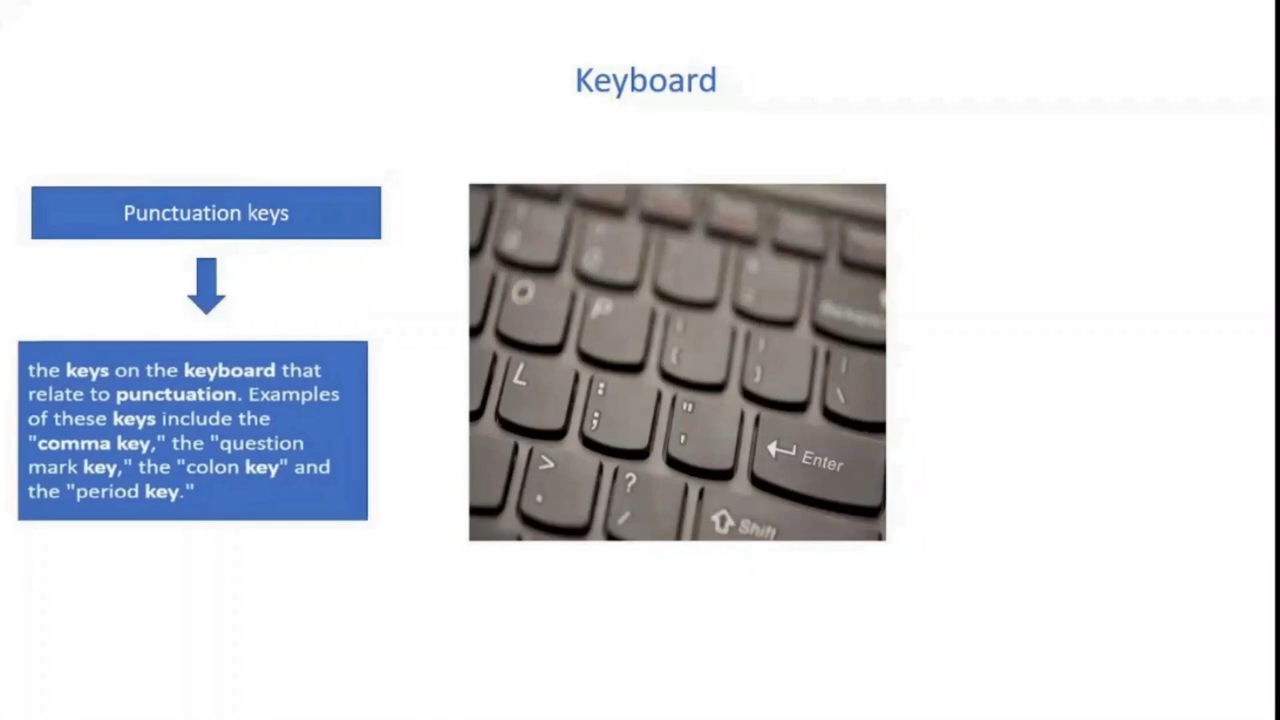 Keyboard
Punctuation keys
the keys on the keyboard that
relate to punctuation. Examples
of these keys include the
"comma key," the "question
mark key," the "colon key" and
the "period key."
O P { [ } ] | \
L : ; " ' Enter
> . ? / Shift